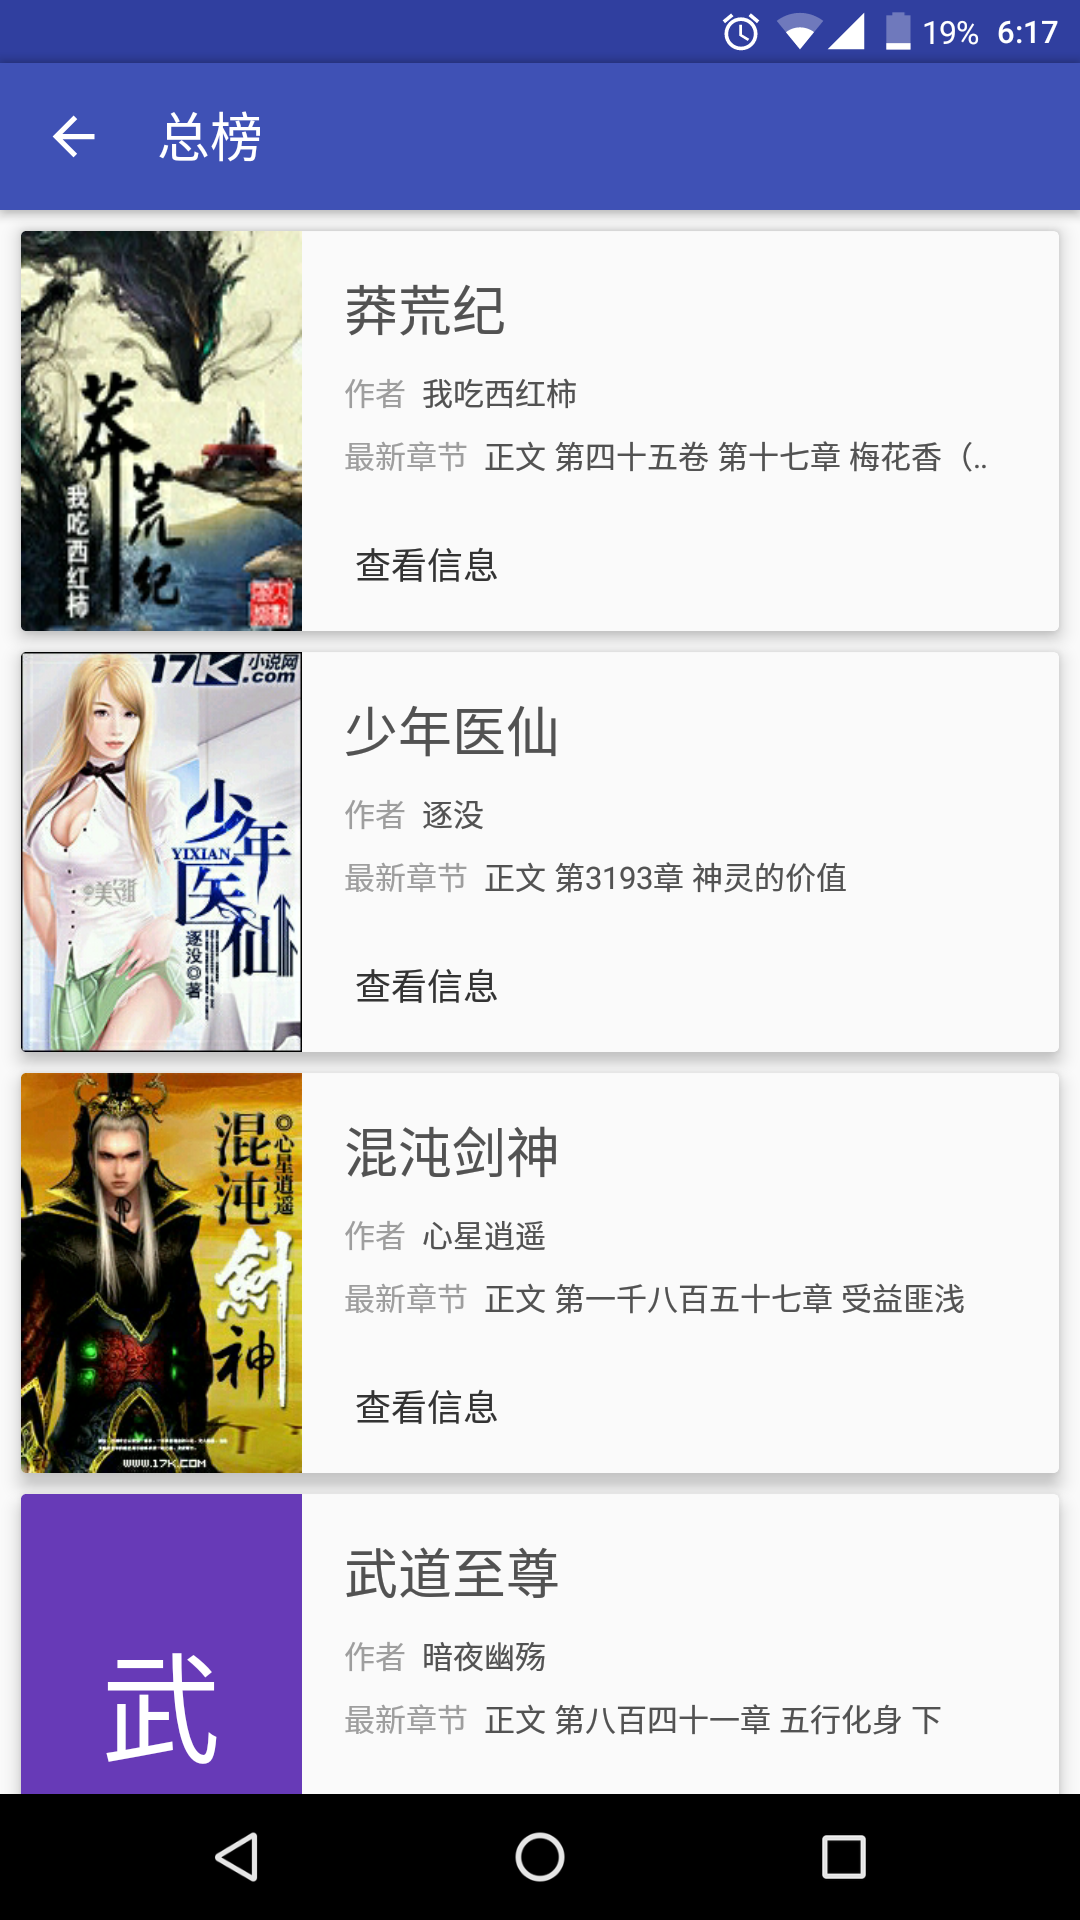 19% 6:17
总榜
莽荒纪
我吃西红柿
莽荒纪
作者 我吃西红柿
最新章节 正文 第四十五卷 第十七章 梅花香（..
查看信息
17K小说网
.com
少年医仙
YIXIAN
逐没◎著
少年医仙
作者 逐没
最新章节 正文 第3193章 神灵的价值
查看信息
混沌剑神
◎心星逍遥
WWW.17K.COM
混沌剑神
作者 心星逍遥
最新章节 正文 第一千八百五十七章 受益匪浅
查看信息
武
武道至尊
作者 暗夜幽殇
最新章节 正文 第八百四十一章 五行化身 下